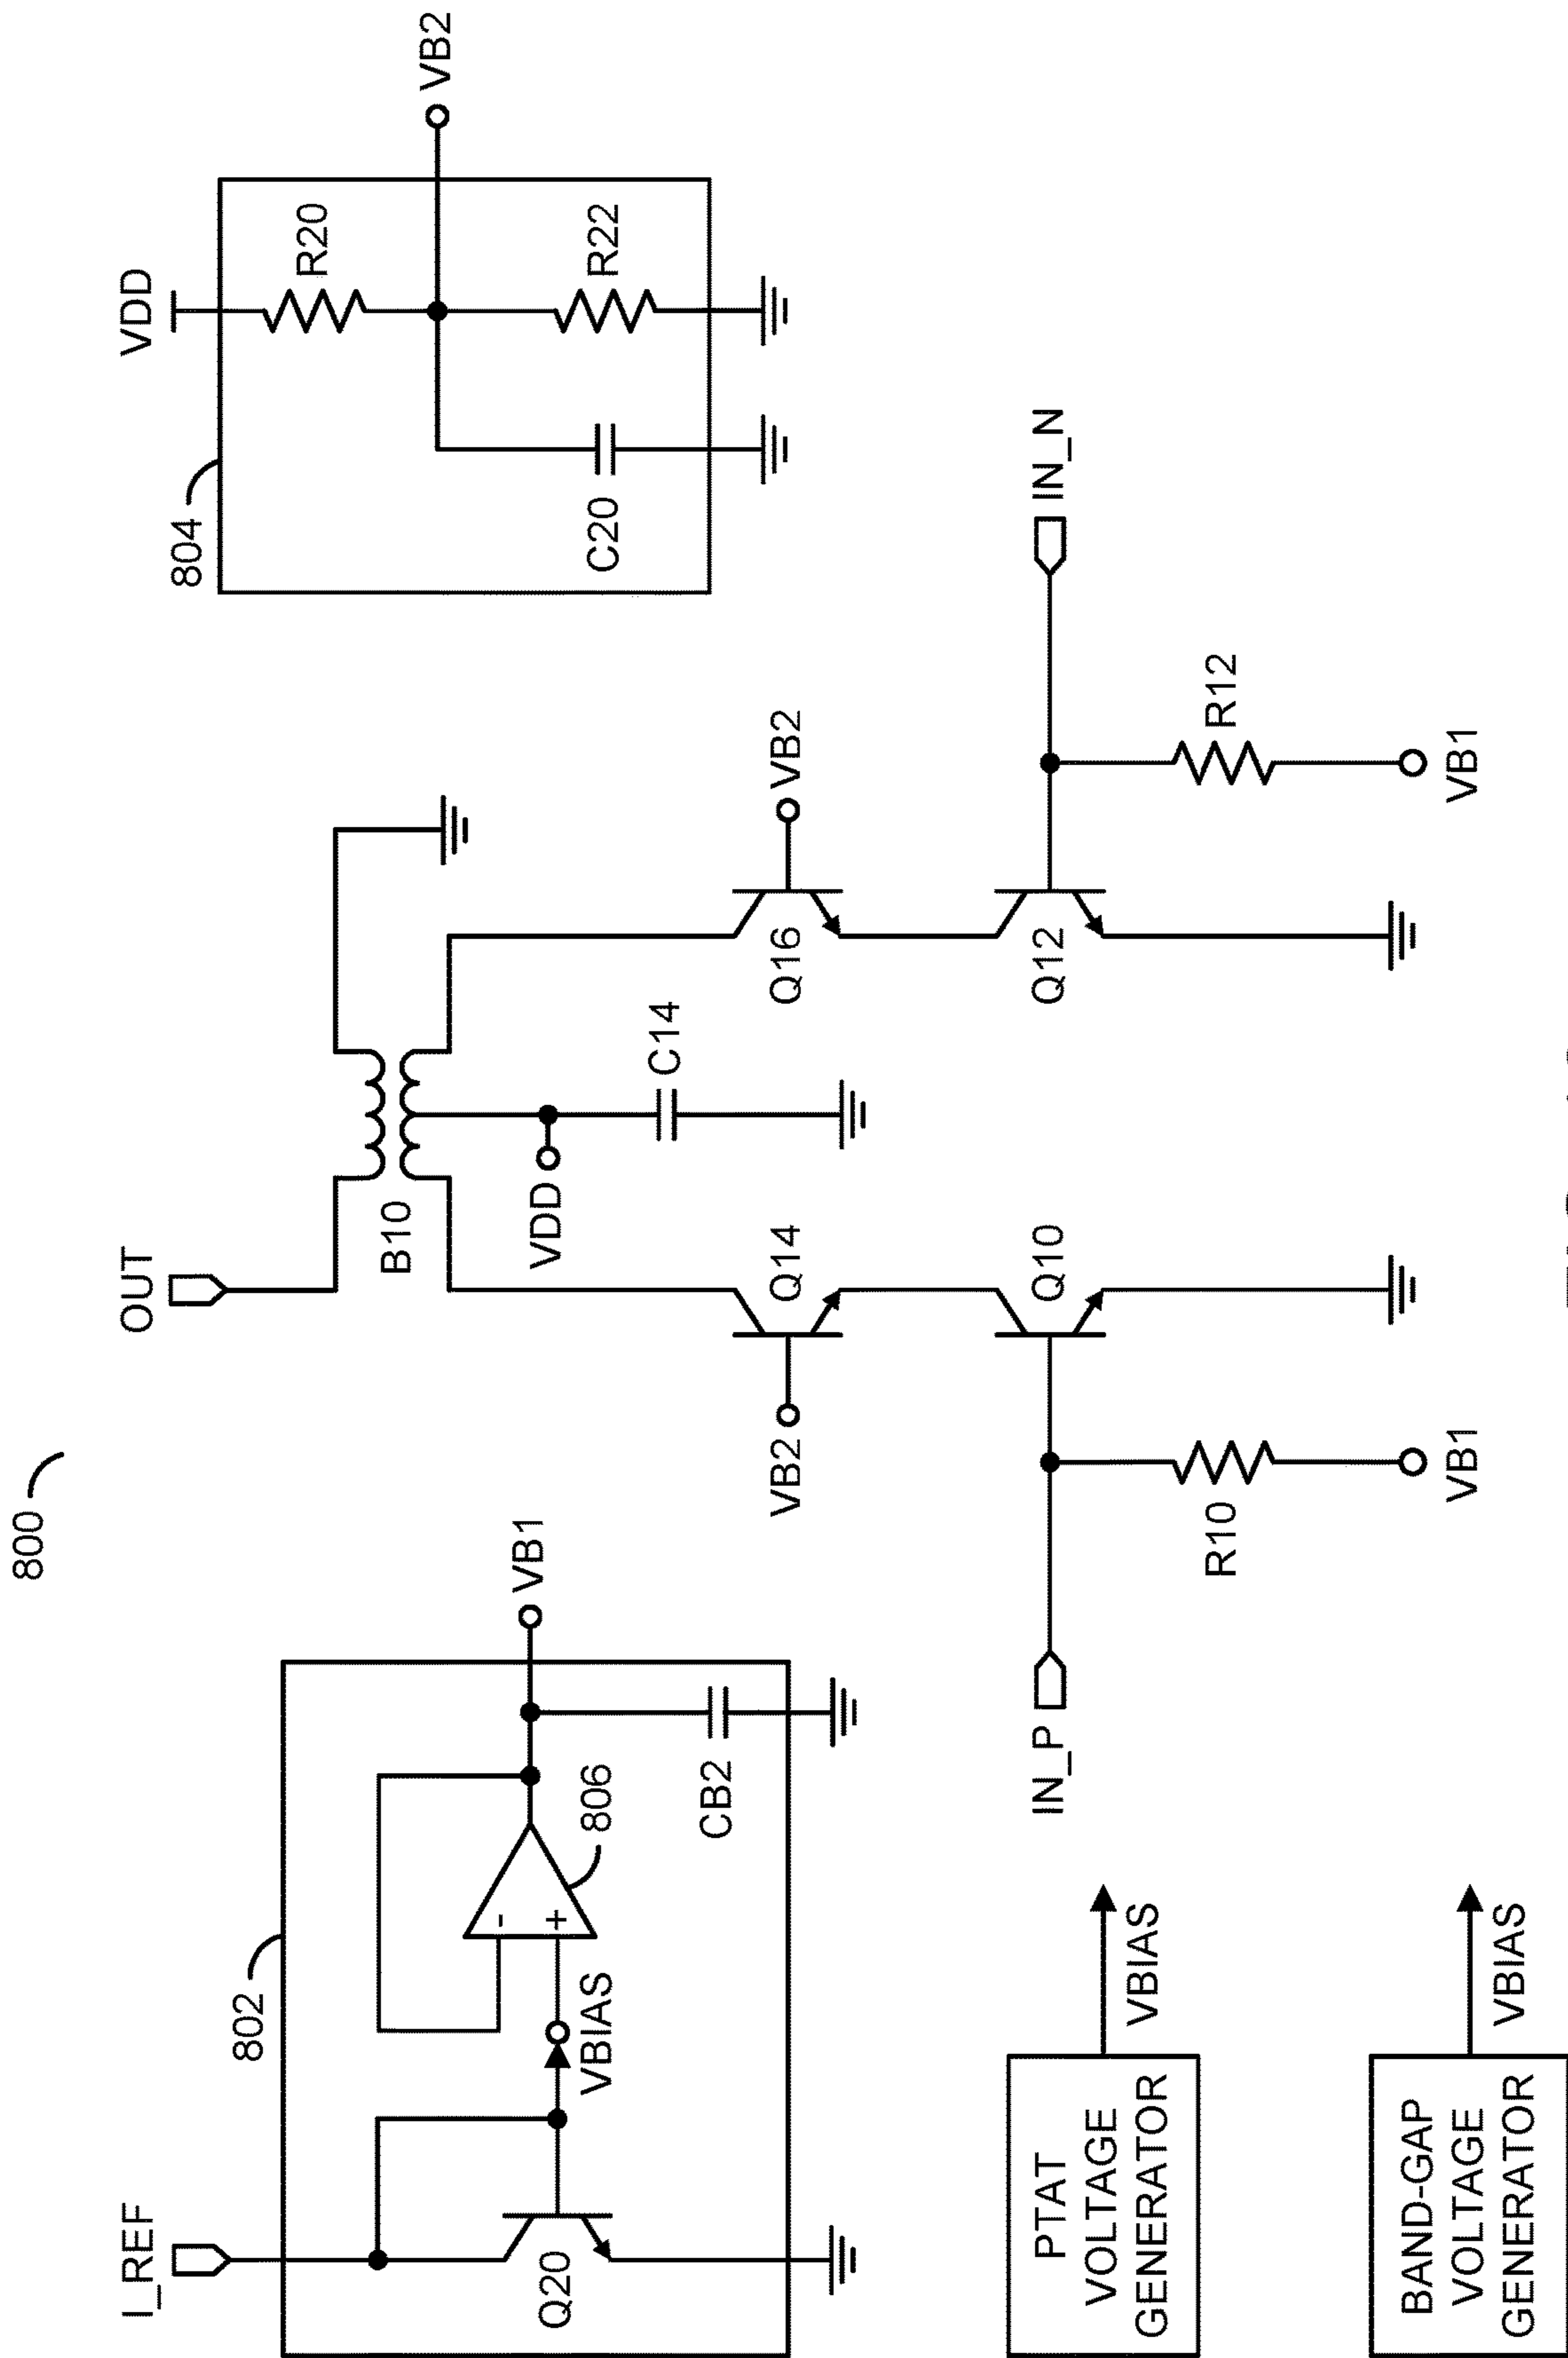 800
I_REF
802
Q20
VBIAS
-
+
806
CB2
VB1
OUT
B10
VDD
C14
VB2
Q14
Q16
VB2
IN_P
Q10
Q12
IN_N
R10
VB1
R12
VB1
804
VDD
R20
R22
C20
VB2
PTAT
VOLTAGE
GENERATOR
VBIAS
BAND-GAP
VOLTAGE
GENERATOR
VBIAS